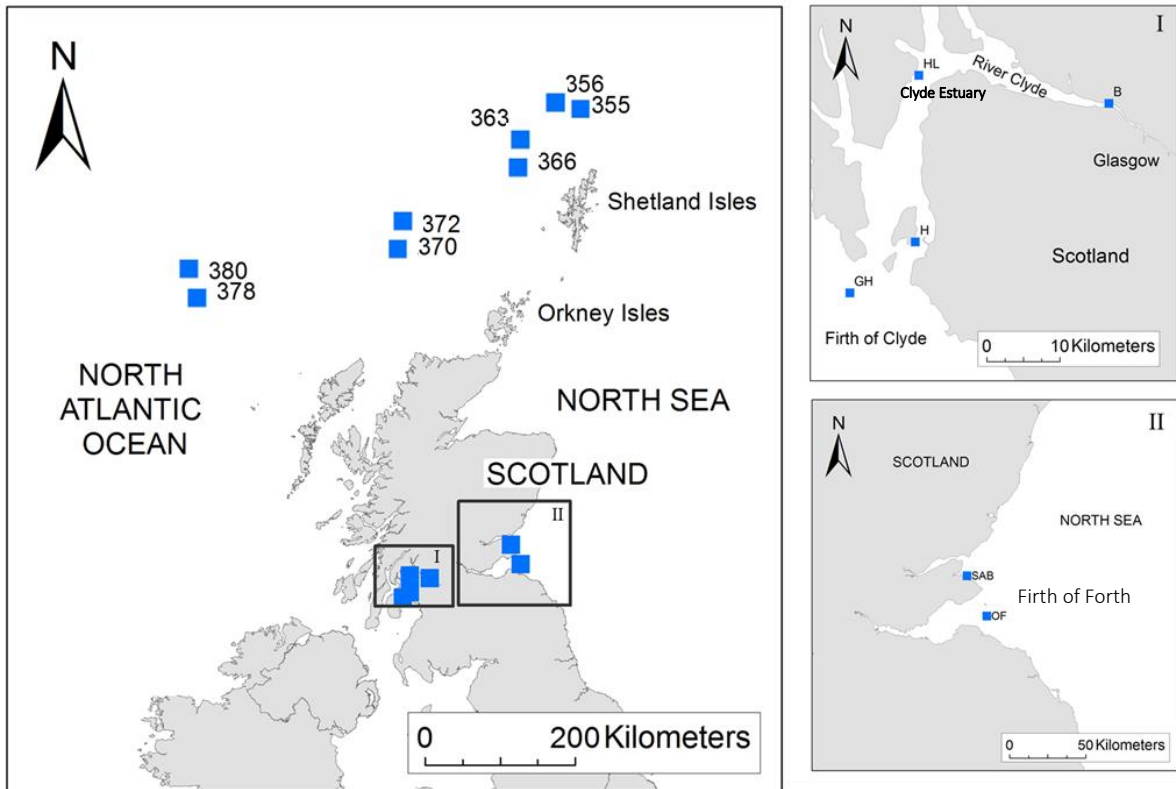 N
356
355
363
366
Shetland Isles
372
370
380
378
Orkney Isles
NORTH
ATLANTIC
OCEAN
NORTH SEA
SCOTLAND
II
I
0 200 Kilometers
I
N
HL
River Clyde
B
Clyde Estuary
Glasgow
H
Scotland
GH
Firth of Clyde
0 10 Kilometers
II
N
SCOTLAND
NORTH SEA
SAB
Firth of Forth
OF
0 50 Kilometers